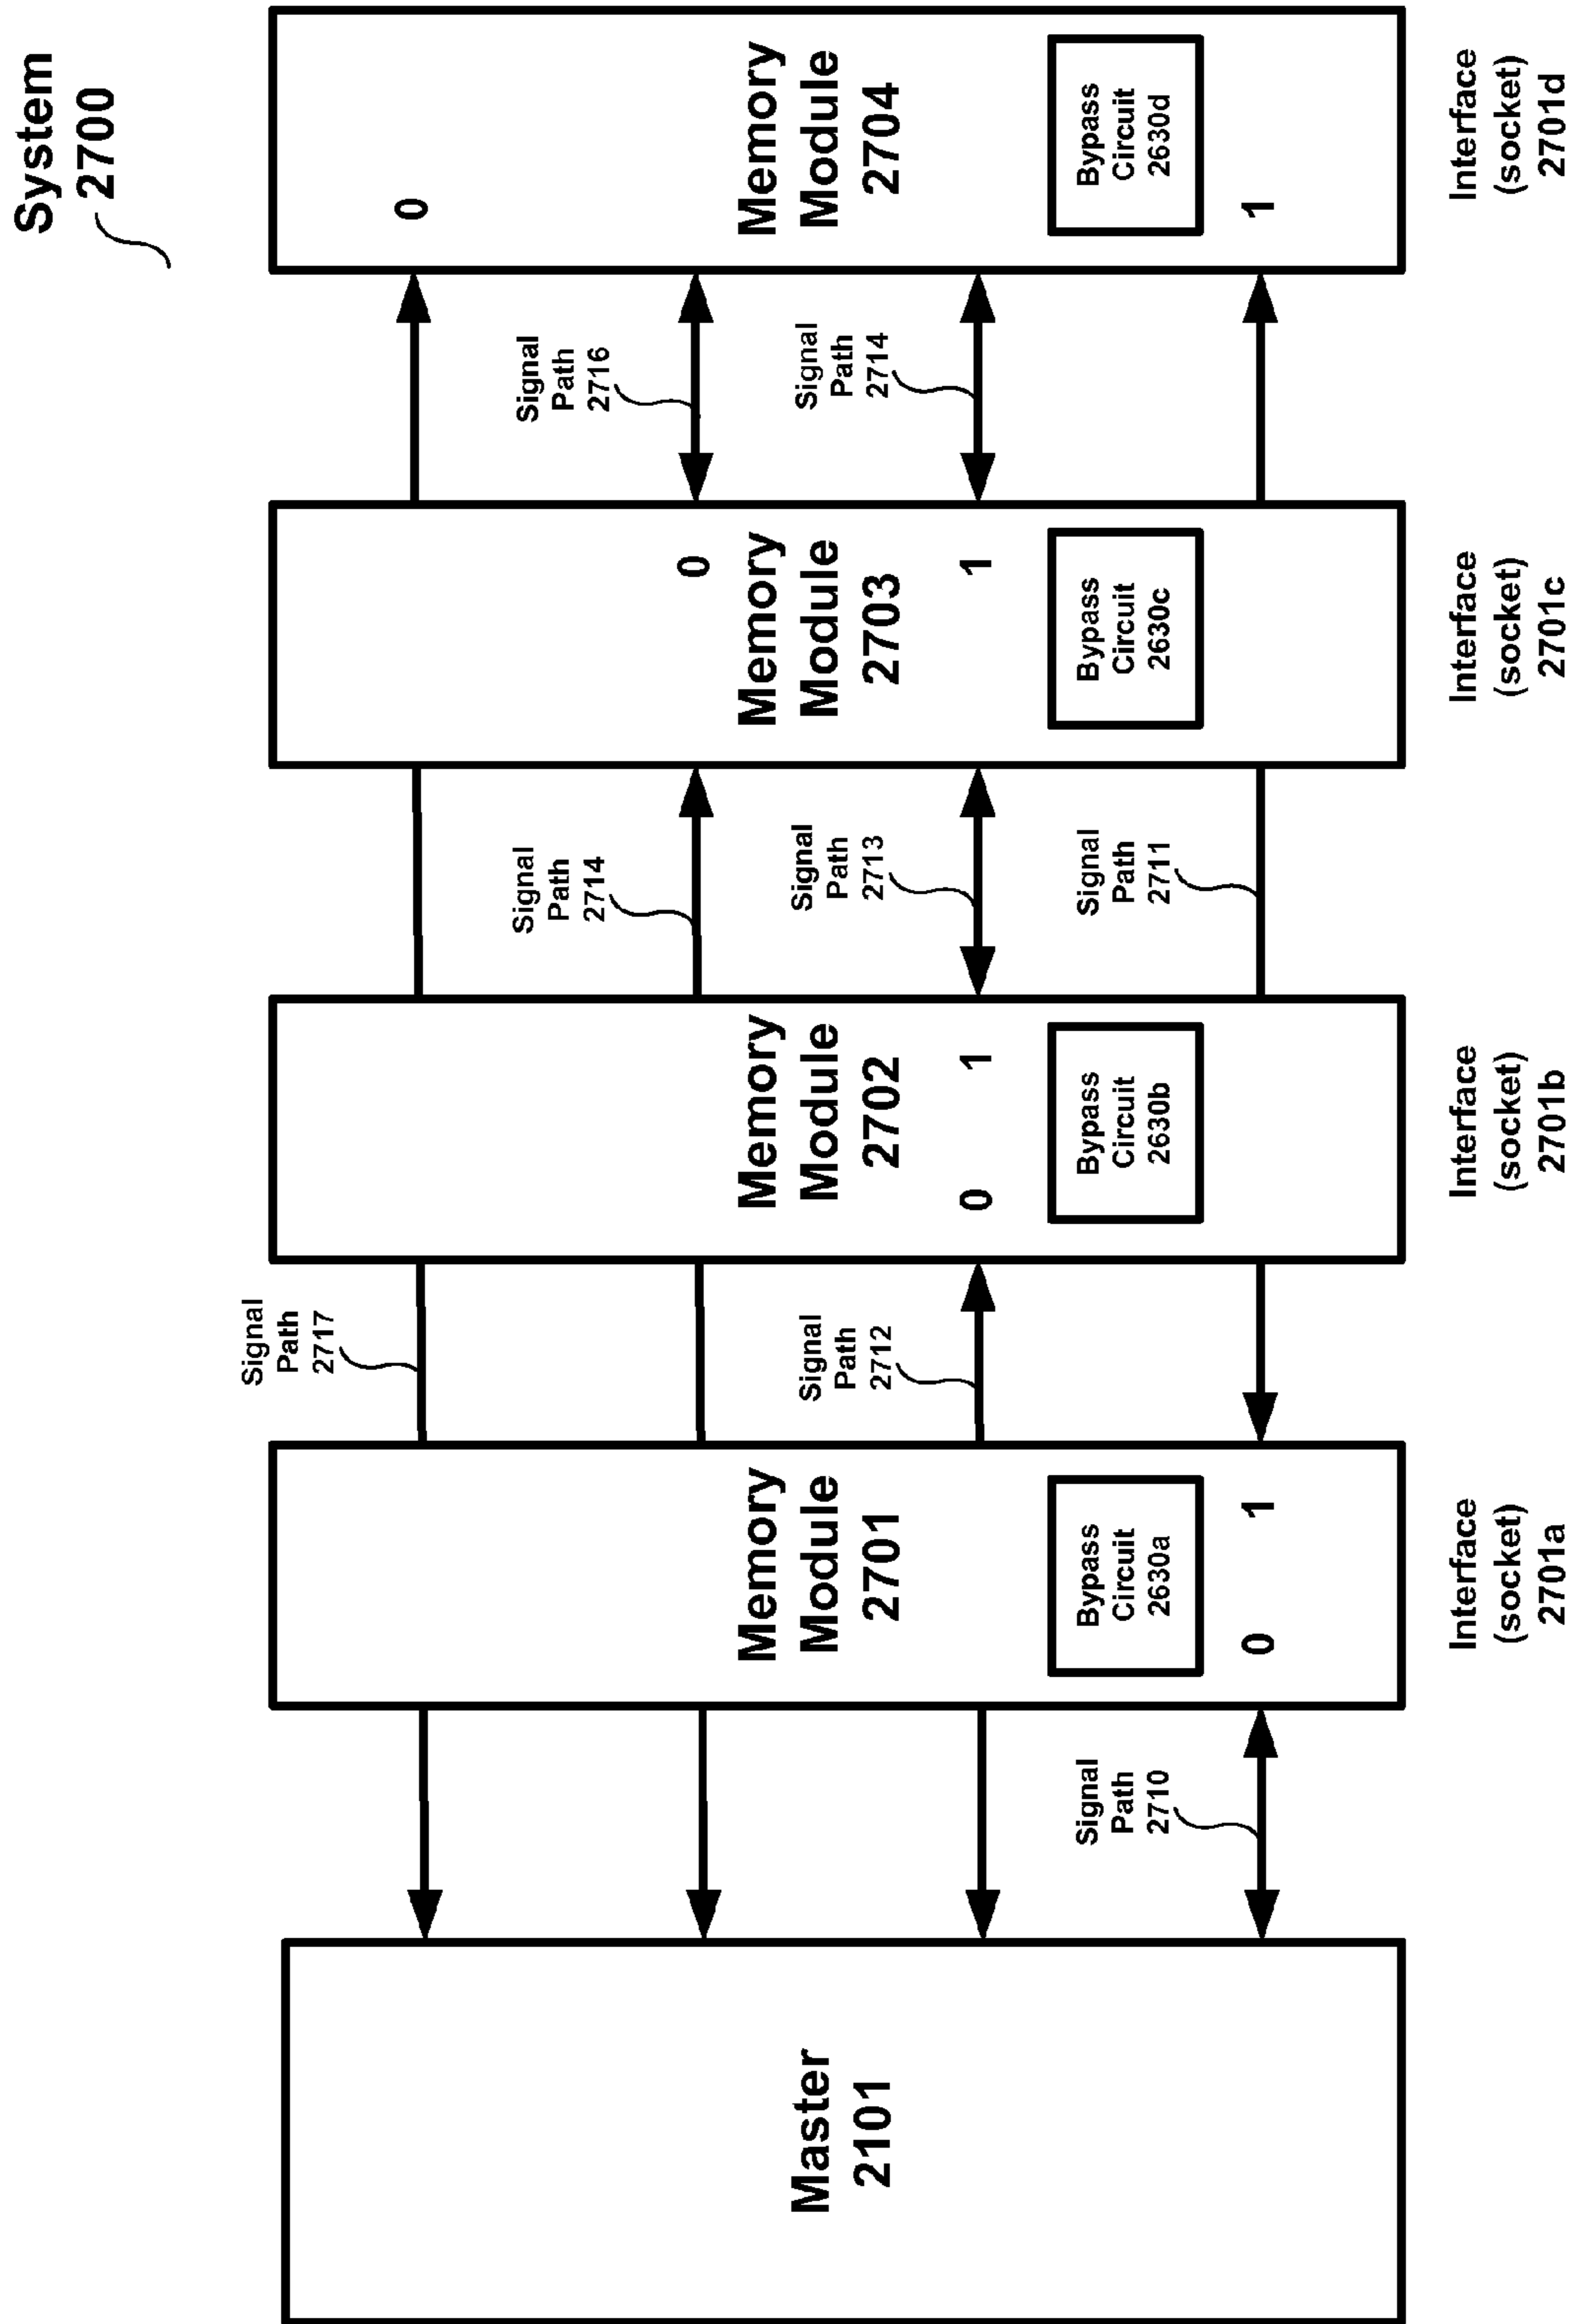 System
2700
Signal
Path
2717
0
Signal
Path
2714
Signal
Path
2716
0
Master
2101
Memory
Module
2701
Memory
Module
2702
Memory
Module
2703
Memory
Module
2704
Signal
Path
2712
Signal
Path
2713
Signal
Path
2714
0 1
1
Signal
Path
2710
Bypass
Circuit
2630a
Bypass
Circuit
2630b
Signal
Path
2711
Bypass
Circuit
2630c
Bypass
Circuit
2630d
0 1
1
Interface
(socket)
2701a
Interface
(socket)
2701b
Interface
(socket)
2701c
Interface
(socket)
2701d